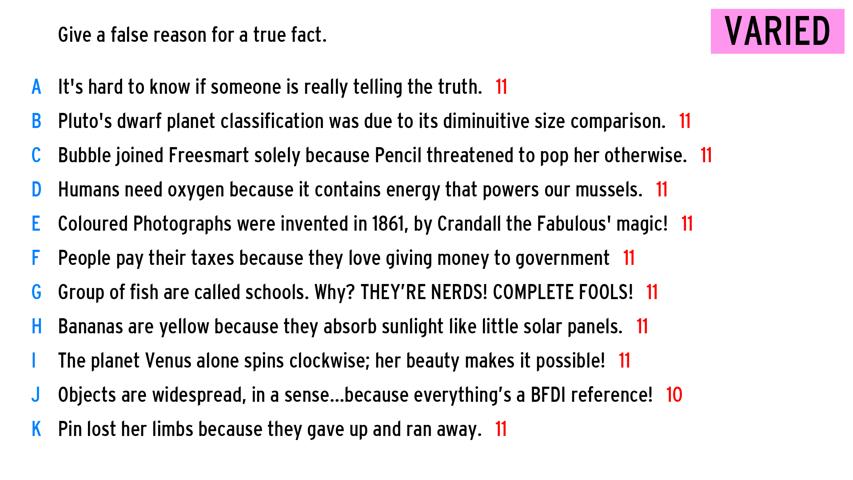 Give a false reason for a true fact.
VARIED
A It's hard to know if someone is really telling the truth. 11
B Pluto's dwarf planet classification was due to its diminuitive size comparison. 11
C Bubble joined Freesmart solely because Pencil threatened to pop her otherwise. 11
D Humans need oxygen because it contains energy that powers our mussels. 11
E Coloured Photographs were invented in 1861, by Crandall the Fabulous' magic! 11
F People pay their taxes because they love giving money to government 11
G Group of fish are called schools. Why? THEY'RE NERDS! COMPLETE FOOLS! 11
H Bananas are yellow because they absorb sunlight like little solar panels. 11
I The planet Venus alone spins clockwise; her beauty makes it possible! 11
J Objects are widespread, in a sense...because everything's a BFDI reference! 10
K Pin lost her limbs because they gave up and ran away. 11